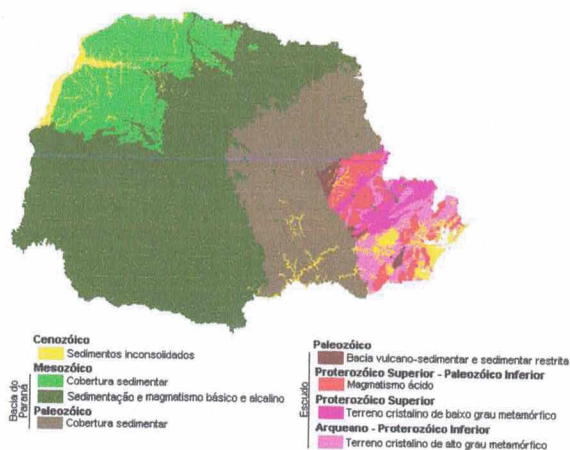 Cenozóico
Sedimentos inconsolidados
Mesozóico
Cobertura sedimentar
Sedimentação e magmatismo básico e alcalino
Paleozóico
Cobertura sedimentar
Bacia do
Paraná
Paleozóico
Bacia vulcano-sedimentar e sedimentar restrita
Proterozóico Superior - Paleozóico Inferior
Magmatismo ácido
Proterozóico Superior
Terreno cristalino de baixo grau metamórfico
Arqueano - Proterozóico Inferior
Terreno cristalino de alto grau metamórfico
Escudo